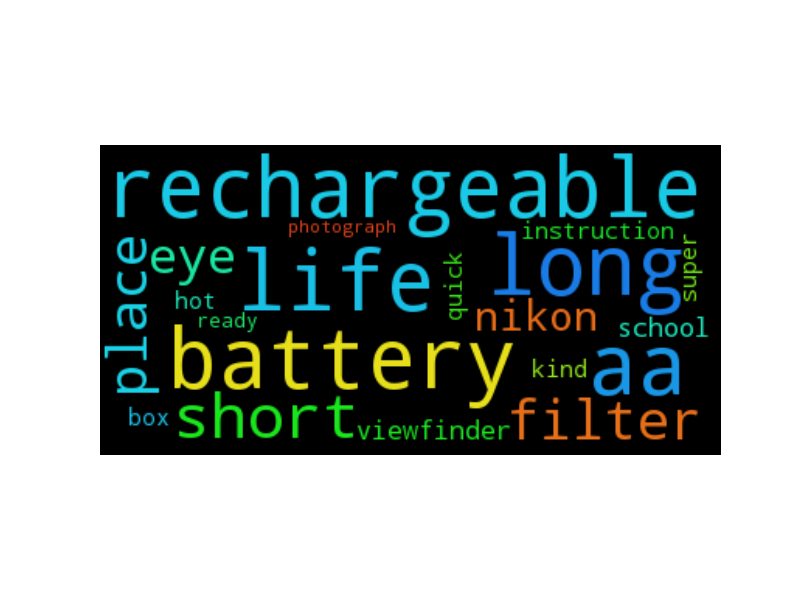 rechargeable
photograph
instruction
place
eye
life
quick
long
super
hot
ready
nikon
school
battery
kind
aa
box
short
viewfinder
filter